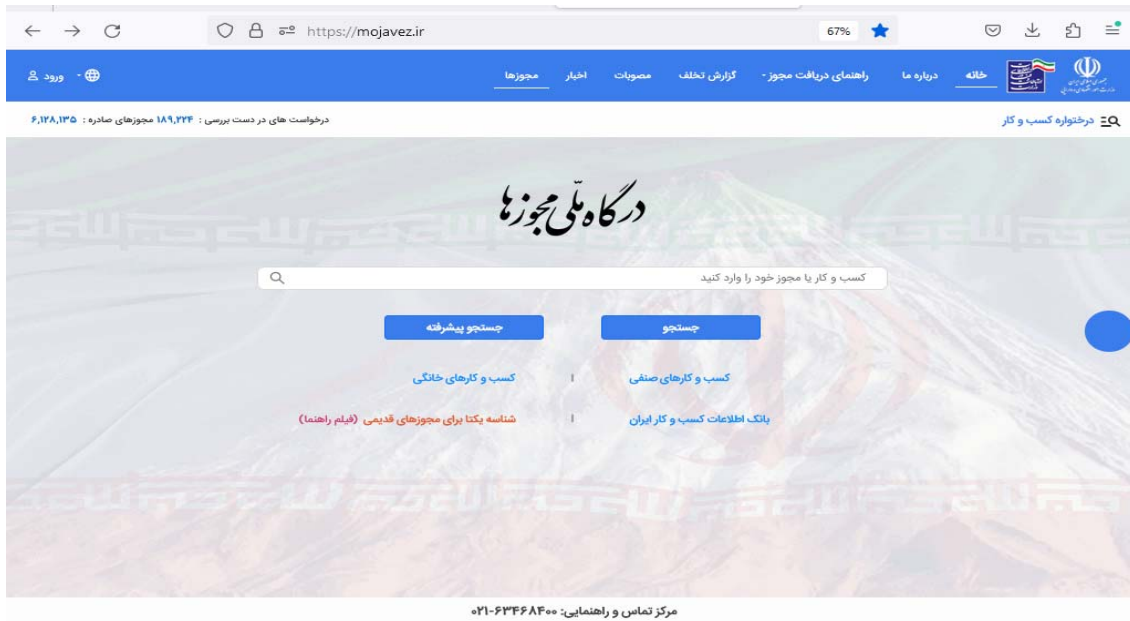 https://mojavez.ir
67%
خانه
درباره ما
راهنمای دریافت مجوز -
گزارش تخلف
مصوبات
اخبار
مجوزها
ورود
درختواره کسب و کار
درخواست های در دست بررسی : ۱۸۹,۲۲۴ مجوزهای صادره : ۶,۱۲۸,۱۳۵
درگاه ملّی مجوزها
کسب و کار یا مجوز خود را وارد کنید
جستجو
جستجو پیشرفته
کسب و کارهای صنفی | کسب و کارهای خانگی
بانک اطلاعات کسب و کار ایران | شناسه یکتا برای مجوزهای قدیمی (فیلم راهنما)
مرکز تماس و راهنمایی: ۰۲۱-۶۳۴۶۸۴۰۰